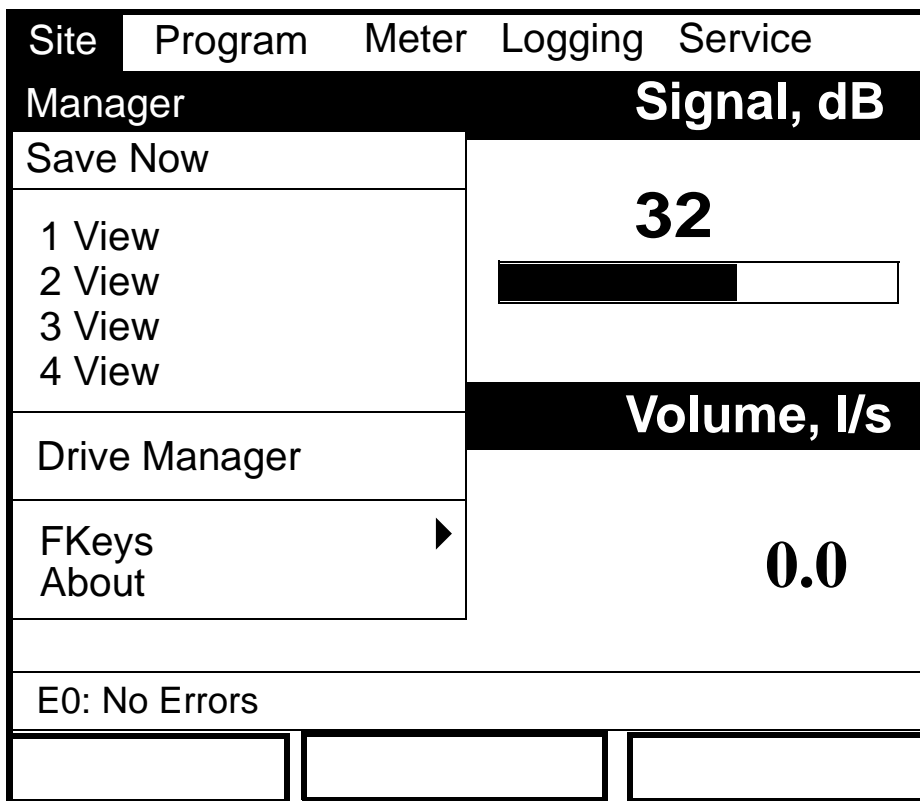 Site Program Meter Logging Service
Manager
Signal, dB
Save Now
32
1 View
2 View
3 View
4 View
Volume, l/s
Drive Manager
FKeys
About
0.0
E0: No Errors